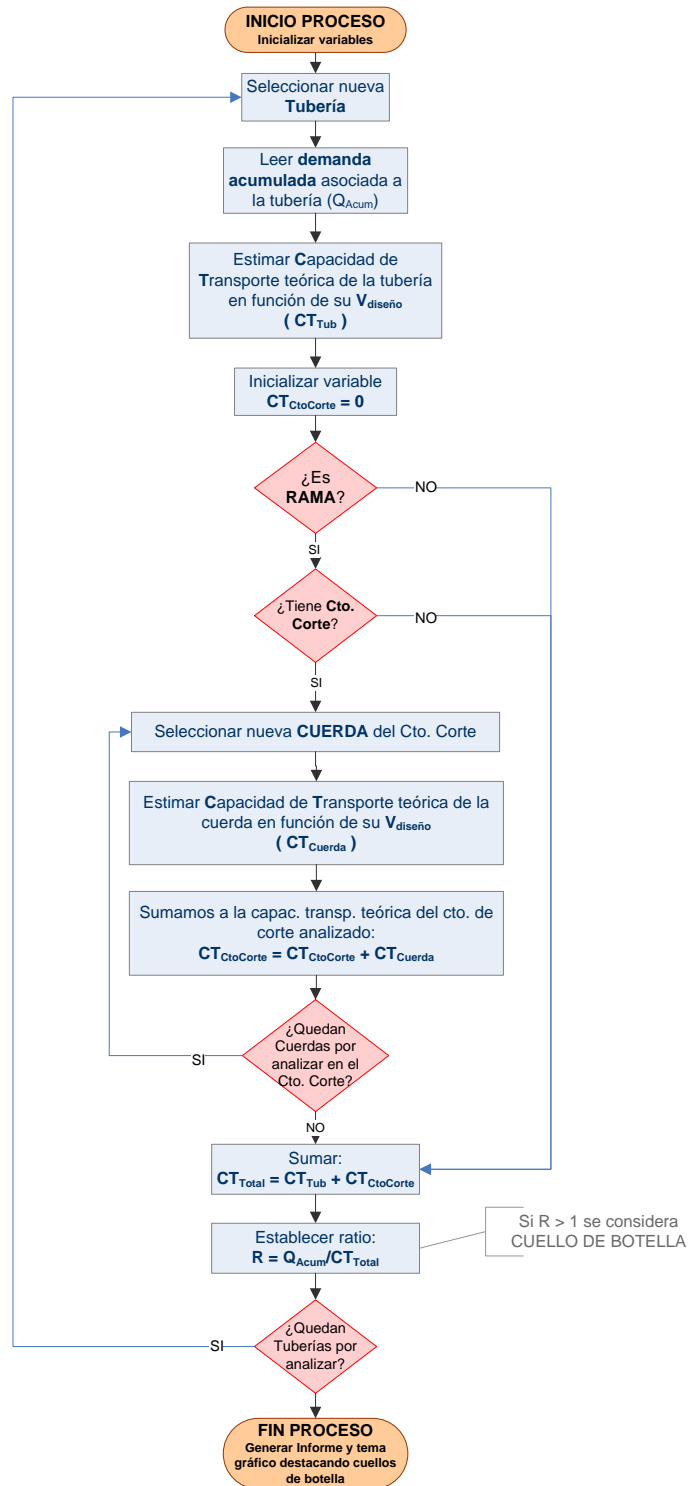 INICIO PROCESO
Inicializar variables
Seleccionar nueva
Tubería
Leer demanda
acumulada asociada a
la tubería (QAcum)
Estimar Capacidad de
Transporte teórica de la tubería
en función de su Vdiseño
( CTTub )
Inicializar variable
CTCtoCorte = 0
¿Es
RAMA?
NO
SI
¿Tiene Cto.
Corte?
NO
SI
Seleccionar nueva CUERDA del Cto. Corte
Estimar Capacidad de Transporte teórica de la
cuerda en función de su Vdiseño
( CTCuerda )
Sumamos a la capac. transp. teórica del cto. de
corte analizado:
CTCtoCorte = CTCtoCorte + CTCuerda
¿Quedan
Cuerdas por
analizar en el
Cto. Corte?
SI
NO
Sumar:
CTTotal = CTTub + CTCtoCorte
Establecer ratio:
R = QAcum/CTTotal
Si R > 1 se considera
CUELLO DE BOTELLA
¿Quedan
Tuberías por
analizar?
SI
FIN PROCESO
Generar Informe y tema
gráfico destacando cuellos
de botella